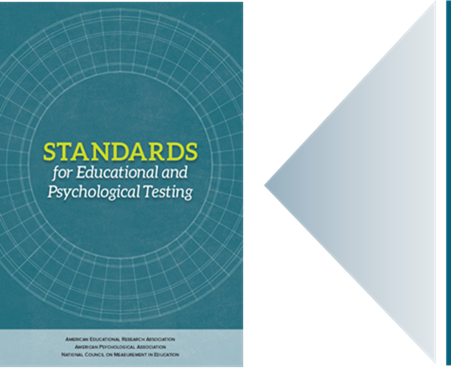 STANDARDS
for Educational and
Psychological Testing
AMERICAN EDUCATIONAL RESEARCH ASSOCIATION
AMERICAN PSYCHOLOGICAL ASSOCIATION
NATIONAL COUNCIL ON MEASUREMENT IN EDUCATION